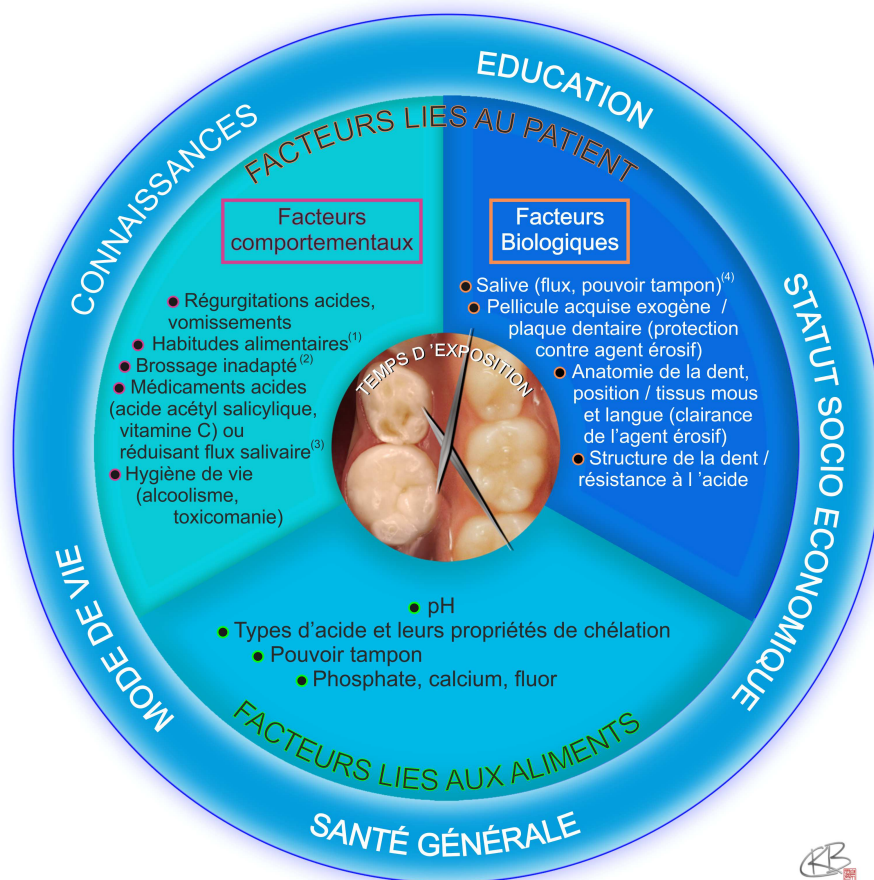 EDUCATION
CONNAISSANCES
FACTEURS LIES AU PATIENT
Facteurs
comportementaux
Régurgitations acides,
vomissements
Habitudes alimentaires(1)
Brossage inadapté(2)
Médicaments acides
(acide acétyl salicylique,
vitamine C) ou
réduisant flux salivaire(3)
Hygiène de vie
(alcoolisme,
toxicomanie)
Facteurs
Biologiques
Salive (flux, pouvoir tampon)(4)
Pellicule acquise exogène /
plaque dentaire (protection
contre agent érosif)
Anatomie de la dent,
position / tissus mous
et langue (clairance
de l'agent érosif)
Structure de la dent /
résistance à l 'acide
TEMPS D 'EXPOSITION
STATUT SOCIO ECONOMIQUE
MODE DE VIE
pH
Types d'acide et leurs propriétés de chélation
Pouvoir tampon
Phosphate, calcium, fluor
FACTEURS LIES AUX ALIMENTS
SANTÉ GÉNÉRALE